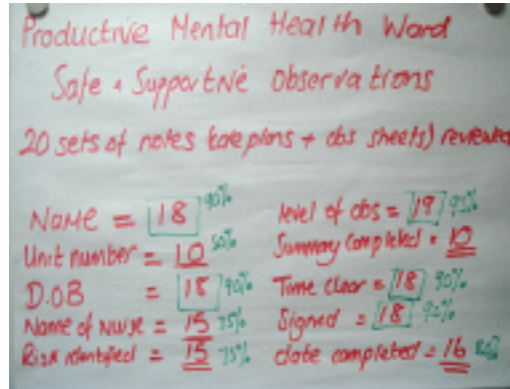 Productive Mental Health Ward
Safe & Supportive Observations
20 sets of notes (care plans + obs sheets) reviewed
Name = 18 90%
Unit number = 10 50%
D.O.B = 18 90%
Name of nurse = 15 75%
Risk identified = 15 75%
level of obs = 19 95%
Summary completed = 10
Time clear = 18 90%
Signed = 18 90%
date completed = 16 80%